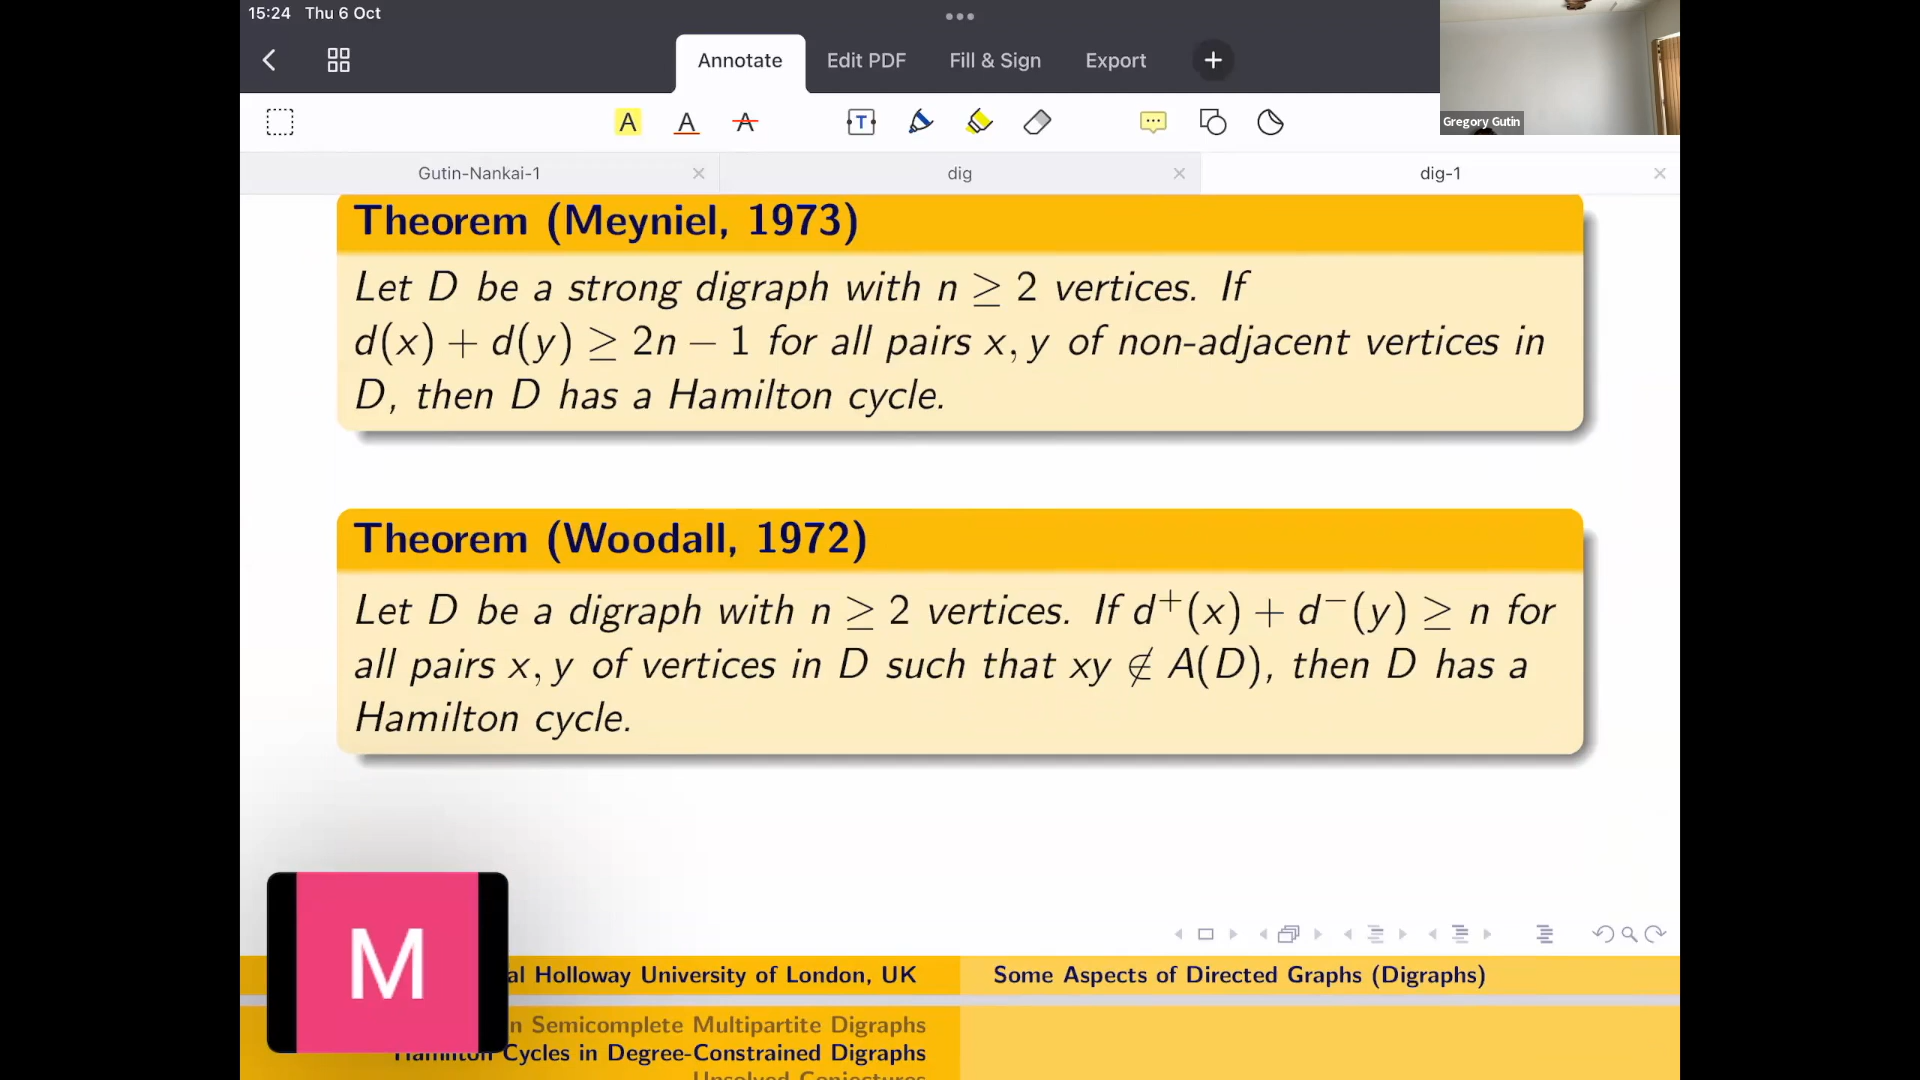 15:24 Thu 6 Oct
Annotate Edit PDF Fill & Sign Export
Gregory Gutin
Gutin-Nankai-1 dig dig-1
Theorem (Meyniel, 1973)
Let D be a strong digraph with n ≥ 2 vertices. If
d(x) + d(y) ≥ 2n − 1 for all pairs x, y of non-adjacent vertices in
D, then D has a Hamilton cycle.
Theorem (Woodall, 1972)
Let D be a digraph with n ≥ 2 vertices. If d⁺(x) + d⁻(y) ≥ n for
all pairs x, y of vertices in D such that xy ∉ A(D), then D has a
Hamilton cycle.
M
Holloway University of London, UK Some Aspects of Directed Graphs (Digraphs)
Semicomplete Multipartite Digraphs
Hamilton Cycles in Degree-Constrained Digraphs
Unsolved Conjectures